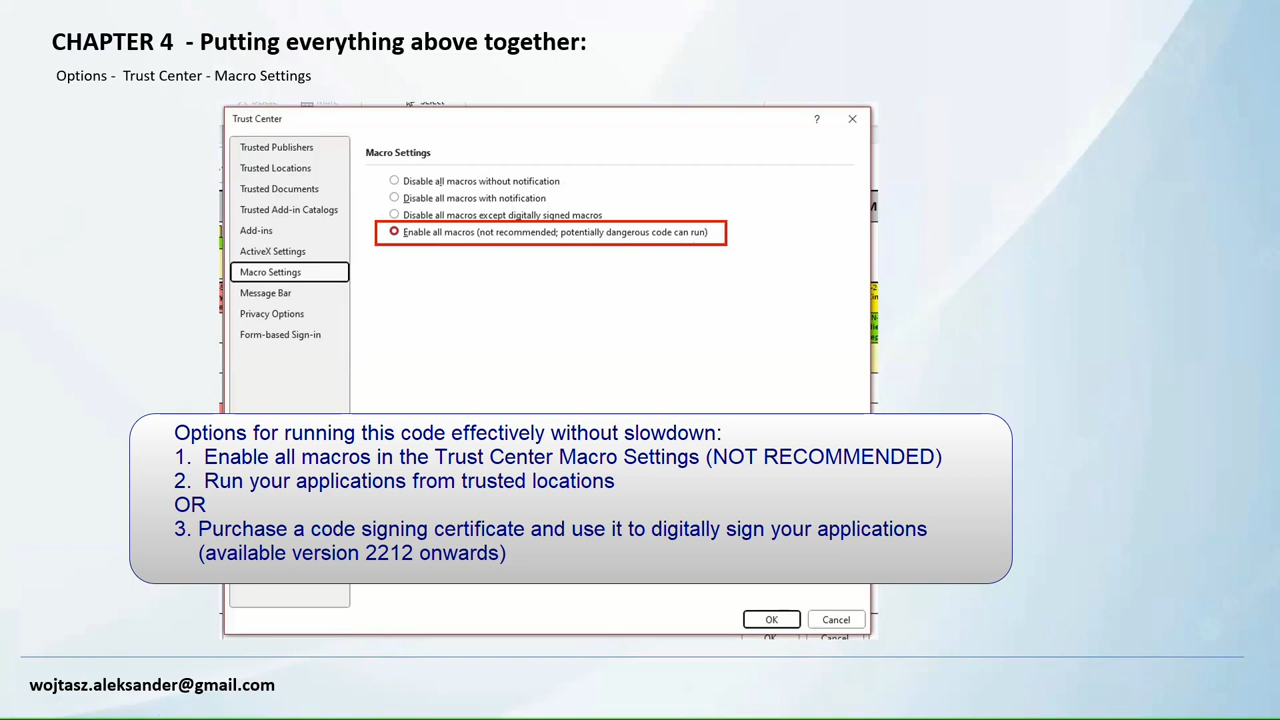 CHAPTER 4 - Putting everything above together:
Options - Trust Center - Macro Settings
Select
Trust Center
?
Trusted Publishers
Trusted Locations
Trusted Documents
Trusted Add-in Catalogs
Add-ins
ActiveX Settings
Macro Settings
Message Bar
Privacy Options
Form-based Sign-in
Macro Settings
Disable all macros without notification
Disable all macros with notification
Disable all macros except digitally signed macros
Enable all macros (not recommended; potentially dangerous code can run)
Options for running this code effectively without slowdown:
1. Enable all macros in the Trust Center Macro Settings (NOT RECOMMENDED)
2. Run your applications from trusted locations
OR
3. Purchase a code signing certificate and use it to digitally sign your applications
(available version 2212 onwards)
OK Cancel
OK Cancel
wojtasz.aleksander@gmail.com